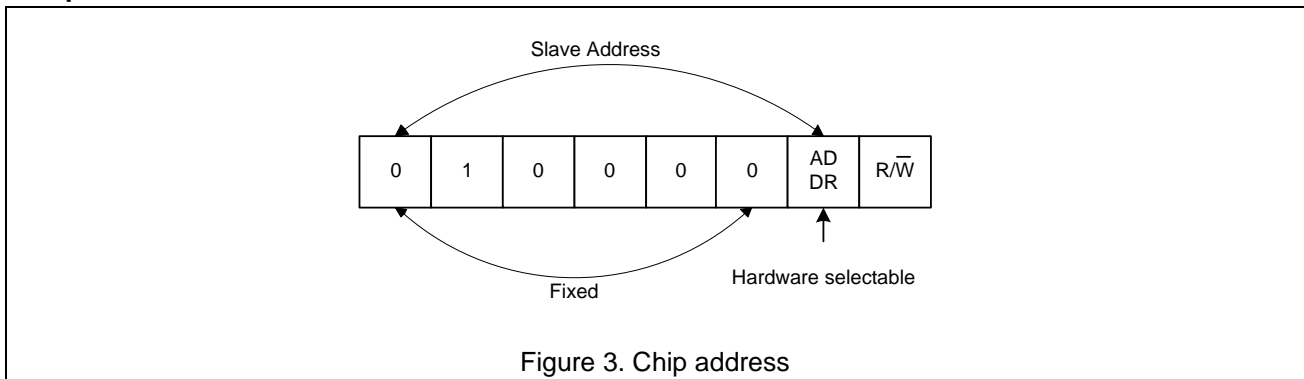 Slave Address
0 1 0 0 0 0 AD DR R/W̅
Hardware selectable
Fixed
Figure 3. Chip address